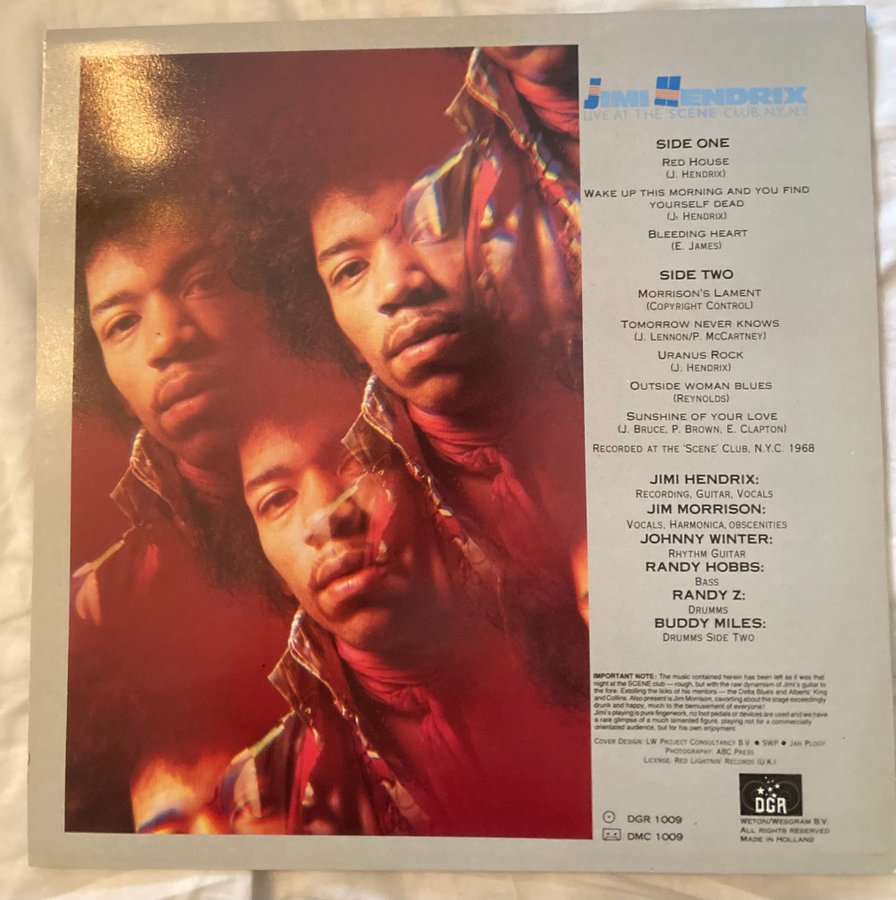 JIMI HENDRIX
LIVE AT THE 'SCENE' CLUB, N.Y., N.Y.
SIDE ONE
RED HOUSE
(J. HENDRIX)
WAKE UP THIS MORNING AND YOU FIND
YOURSELF DEAD
(J. HENDRIX)
BLEEDING HEART
(E. JAMES)
SIDE TWO
MORRISON'S LAMENT
(COPYRIGHT CONTROL)
TOMORROW NEVER KNOWS
(J. LENNON/P. MCCARTNEY)
URANUS ROCK
(J. HENDRIX)
OUTSIDE WOMAN BLUES
(REYNOLDS)
SUNSHINE OF YOUR LOVE
(J. BRUCE, P. BROWN, E. CLAPTON)
RECORDED AT THE 'SCENE' CLUB, N.Y.C. 1968
JIMI HENDRIX:
RECORDING, GUITAR, VOCALS
JIM MORRISON:
VOCALS, HARMONICA, OBSCENITIES
JOHNNY WINTER:
RHYTHM GUITAR
RANDY HOBBS:
BASS
RANDY Z:
DRUMMS
BUDDY MILES:
DRUMMS SIDE TWO
IMPORTANT NOTE: The music contained herein has been left as it was that
night at the SCENE club — rough, but with the raw dynamism of Jimi's guitar to
the fore. Extolling the licks of his mentors — the Delta Blues and Alberts' King
and Collins. Also present is Jim Morrison, cavorting about the stage exceedingly
drunk and happy, much to the bemusement of everyone!
Jimi's playing is pure fingerwork, no foot pedals or devices are used and we have
a rare glimpse of a much lamented figure, playing not for a commercially
orientated audience, but for his own enjoyment.
COVER DESIGN: LW PROJECT CONSULTANCY B.V. ● SWP ● JAN PLOOY
PHOTOGRAPHY: ABC PRESS
LICENSE: RED LIGHTNIN' RECORDS (U.K.)
DGR
DGR 1009
DMC 1009
WETON/WESGRAM B.V.
ALL RIGHTS RESERVED
MADE IN HOLLAND